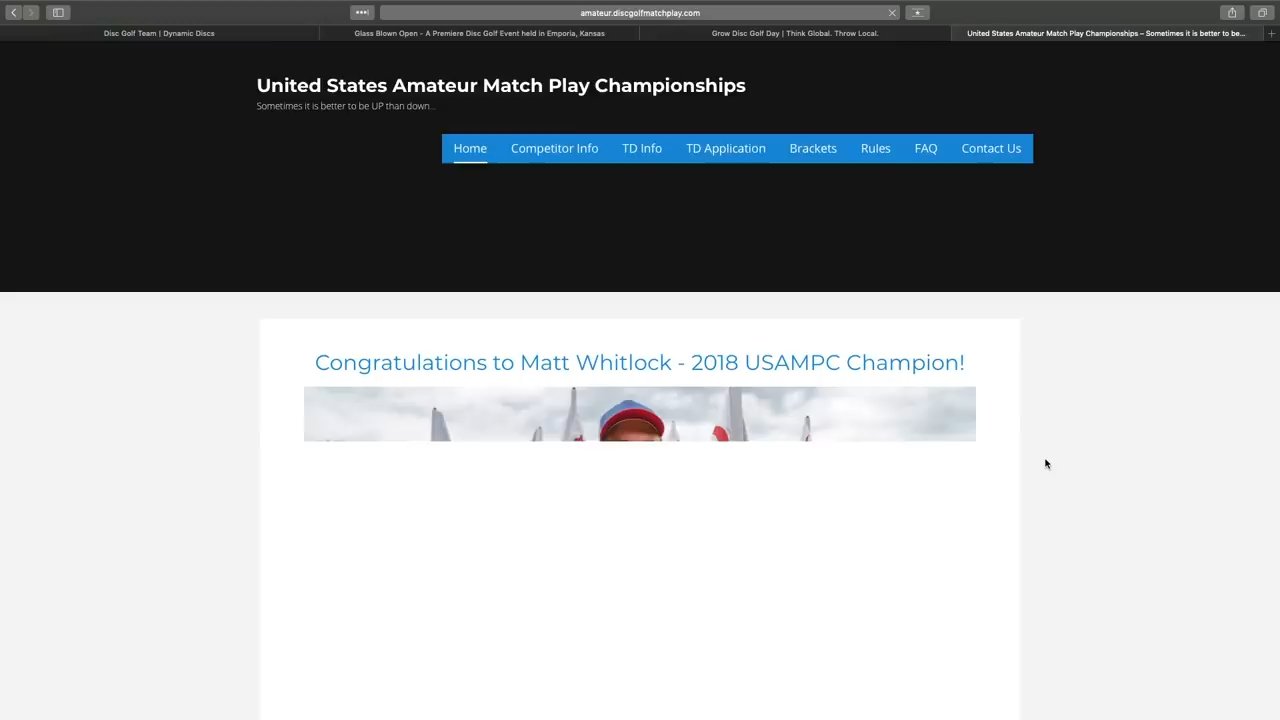 amateur.discgolfmatchplay.com
Disc Golf Team | Dynamic Discs
Glass Blown Open - A Premiere Disc Golf Event held in Emporia, Kansas
Grow Disc Golf Day | Think Global. Throw Local.
United States Amateur Match Play Championships – Sometimes it is better to be...
United States Amateur Match Play Championships
Sometimes it is better to be UP than down...
Home Competitor Info TD Info TD Application Brackets Rules FAQ Contact Us
Congratulations to Matt Whitlock - 2018 USAMPC Champion!